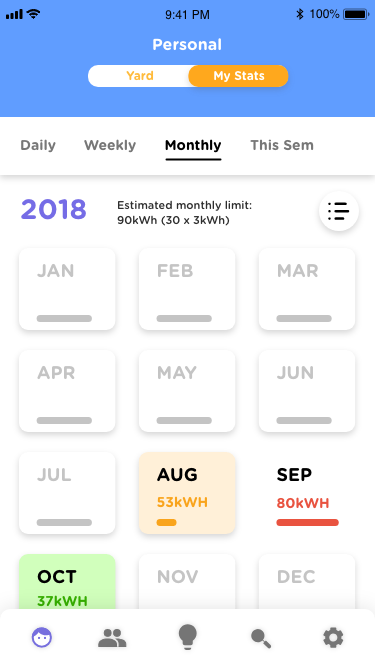 9:41 PM 100%
Personal
Yard My Stats
Daily Weekly Monthly This Sem
2018 Estimated monthly limit:
90kWh (30 x 3kWh)
JAN FEB MAR
APR MAY JUN
JUL AUG SEP
53kWH 80kWH
OCT NOV DEC
37kWH